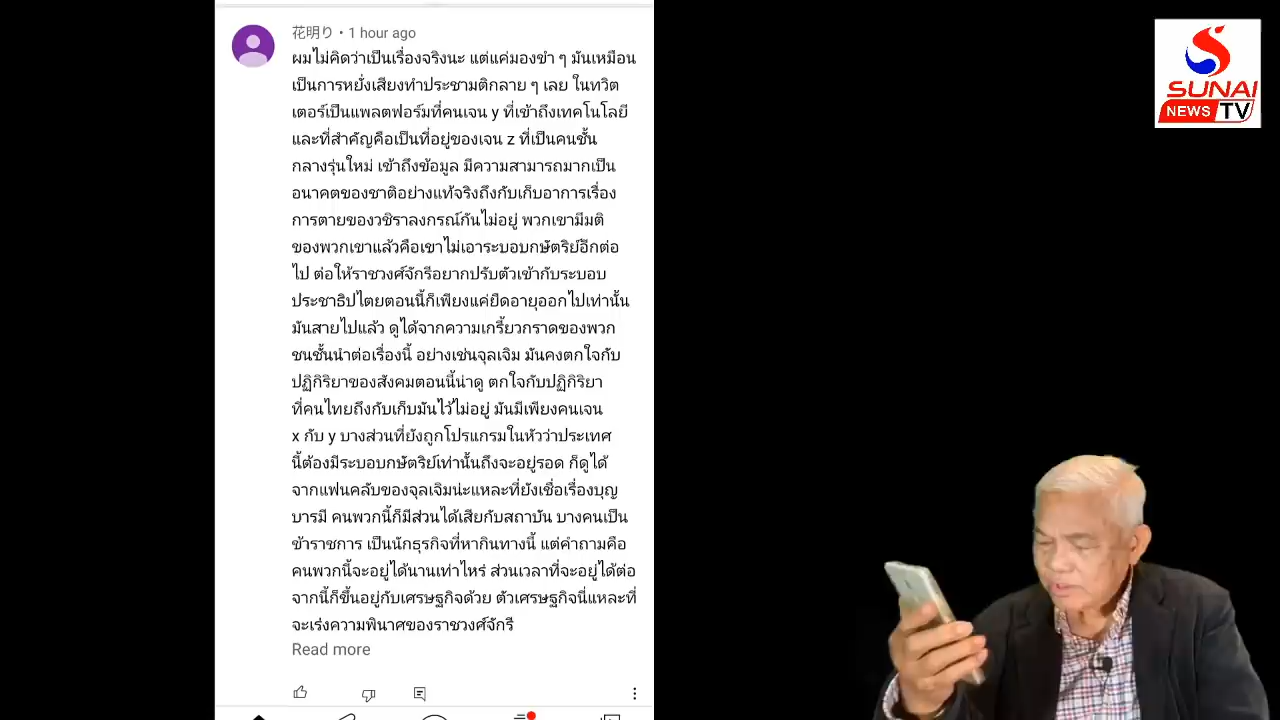 花明り • 1 hour ago
ผมไม่คิดว่าเป็นเรื่องจริงนะ แต่แค่มองขำ ๆ มันเหมือน
เป็นการหยั่งเสียงทำประชามติกลาย ๆ เลย ในทวิต
เตอร์เป็นแพลตฟอร์มที่คนเจน y ที่เข้าถึงเทคโนโลยี
และที่สำคัญคือเป็นที่อยู่ของเจน z ที่เป็นคนชั้น
กลางรุ่นใหม่ เข้าถึงข้อมูล มีความสามารถมากเป็น
อนาคตของชาติอย่างแท้จริงถึงกับเก็บอาการเรื่อง
การตายของวชิราลงกรณ์กันไม่อยู่ พวกเขามีมติ
ของพวกเขาแล้วคือเขาไม่เอาระบอบกษัตริย์อีกต่อ
ไป ต่อให้ราชวงศ์จักรีอยากปรับตัวเข้ากับระบอบ
ประชาธิปไตยตอนนี้ก็เพียงแค่ยืดอายุออกไปเท่านั้น
มันสายไปแล้ว ดูได้จากความเกรี้ยวกราดของพวก
ชนชั้นนำต่อเรื่องนี้ อย่างเช่นจุลเจิม มันคงตกใจกับ
ปฏิกิริยาของสังคมตอนนี้น่าดู ตกใจกับปฏิกิริยา
ที่คนไทยถึงกับเก็บมันไว้ไม่อยู่ มันมีเพียงคนเจน
x กับ y บางส่วนที่ยังถูกโปรแกรมในหัวว่าประเทศ
นี้ต้องมีระบอบกษัตริย์เท่านั้นถึงจะอยู่รอด ก็ดูได้
จากแฟนคลับของจุลเจิมน่ะแหละที่ยังเชื่อเรื่องบุญ
บารมี คนพวกนี้ก็มีส่วนได้เสียกับสถาบัน บางคนเป็น
ข้าราชการ เป็นนักธุรกิจที่หากินทางนี้ แต่คำถามคือ
คนพวกนี้จะอยู่ได้นานเท่าไหร่ ส่วนเวลาที่จะอยู่ได้ต่อ
จากนี้ก็ขึ้นอยู่กับเศรษฐกิจด้วย ตัวเศรษฐกิจนี่แหละที่
จะเร่งความพินาศของราชวงศ์จักรี
Read more
SUNAI
NEWS TV